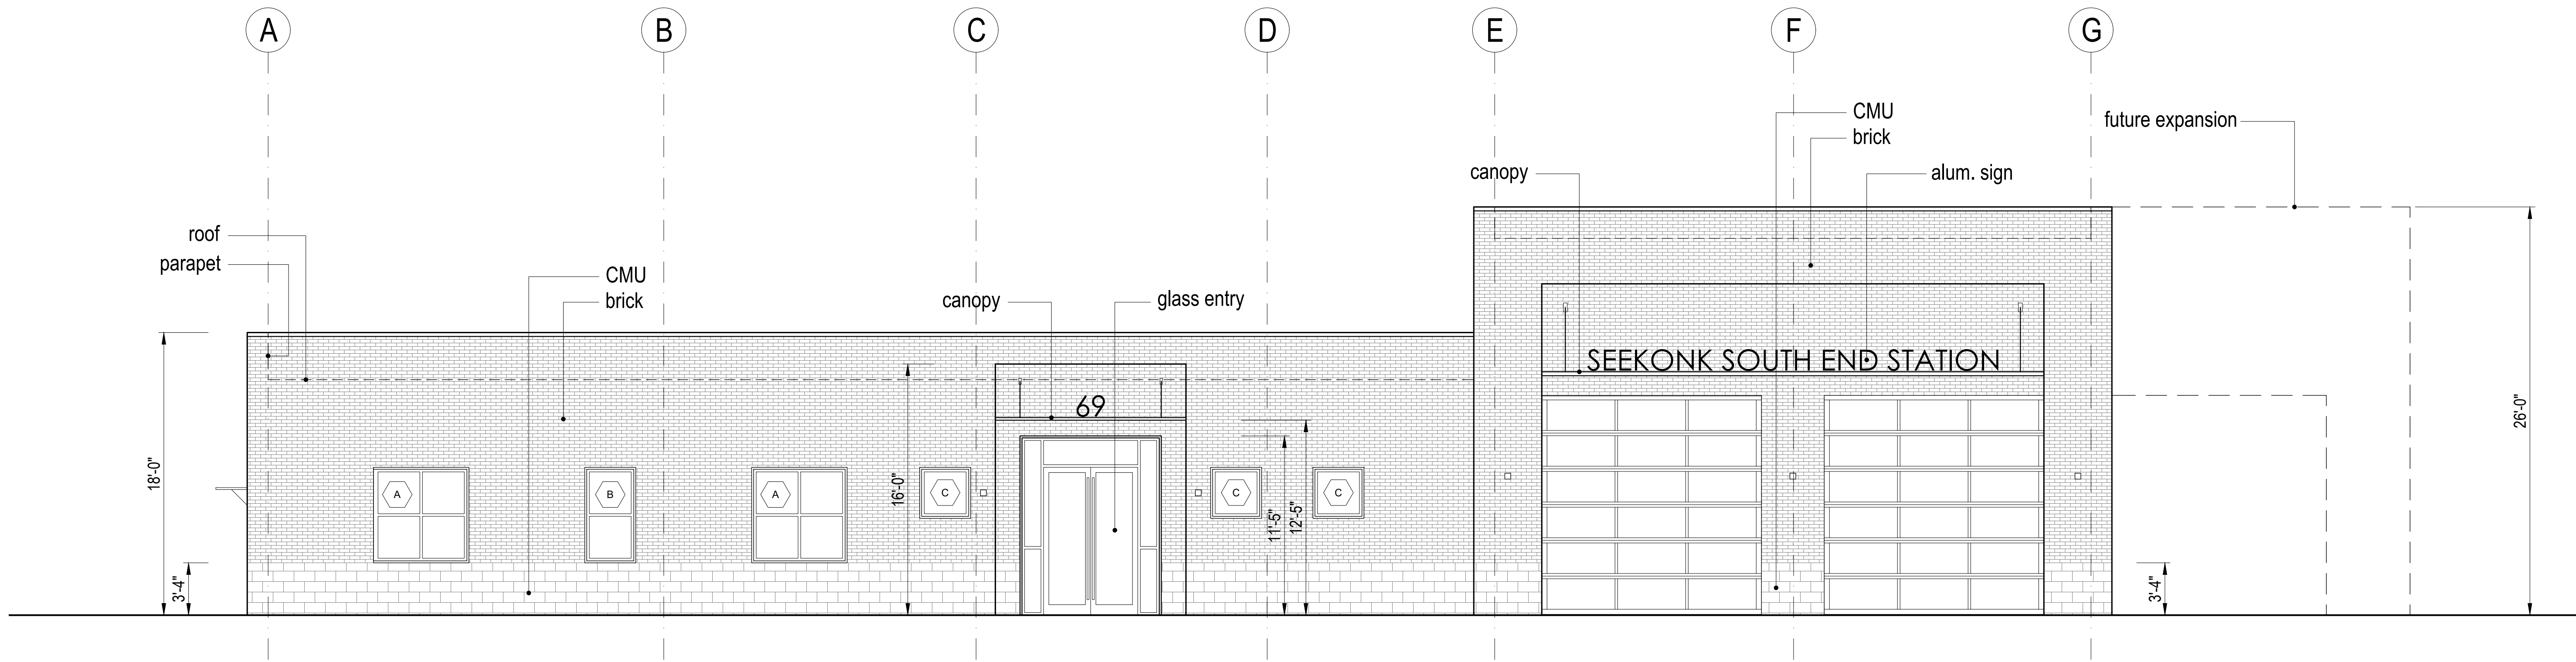 A B C D E F G
CMU
brick
future expansion
canopy
alum. sign
roof
parapet
CMU
brick
canopy
glass entry
SEEKONK SOUTH END STATION
69
18'-0"
3'-4"
16'-0"
11'-5"
12'-5"
26'-0"
3'-4"
A B A C C C